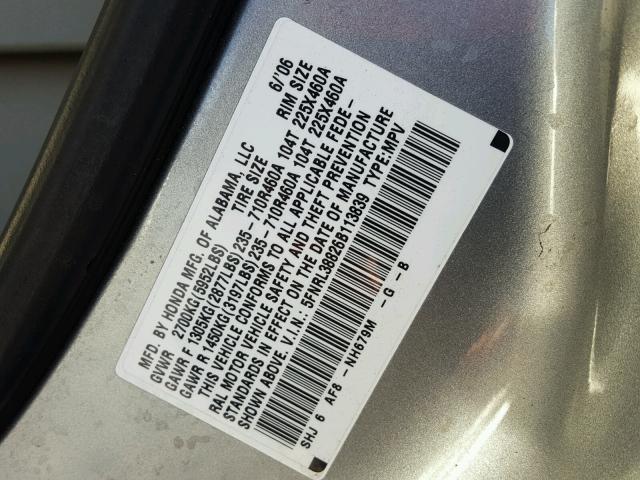 MFD. BY HONDA MFG. OF ALABAMA, LLC 6/'06
GVWR 2700KG(5952LBS) TIRE SIZE RIM SIZE
GAWR F 1305KG(2877LBS)235-710R460A 104T 225X460A
GAWR R 1450KG(3197LBS)235-710R460A 104T 225X460A
THIS VEHICLE CONFORMS TO ALL APPLICABLE FEDE-
RAL MOTOR VEHICLE SAFETY AND THEFT PREVENTION
STANDARDS IN EFFECT ON THE DATE OF MANUFACTURE
SHOWN ABOVE. V.I.N.: 5FNRL38826B113839 TYPE:MPV
SHJ 6 AF8 -NH679M -G -B